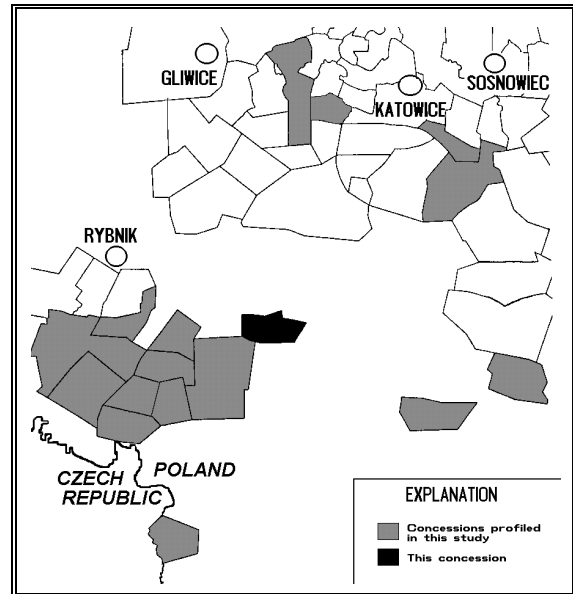 GLIWICE
SOSNOWIEC
KATOWICE
RYBNIK
CZECH
REPUBLIC
POLAND
EXPLANATION
Concessions profiled
in this study
This concession